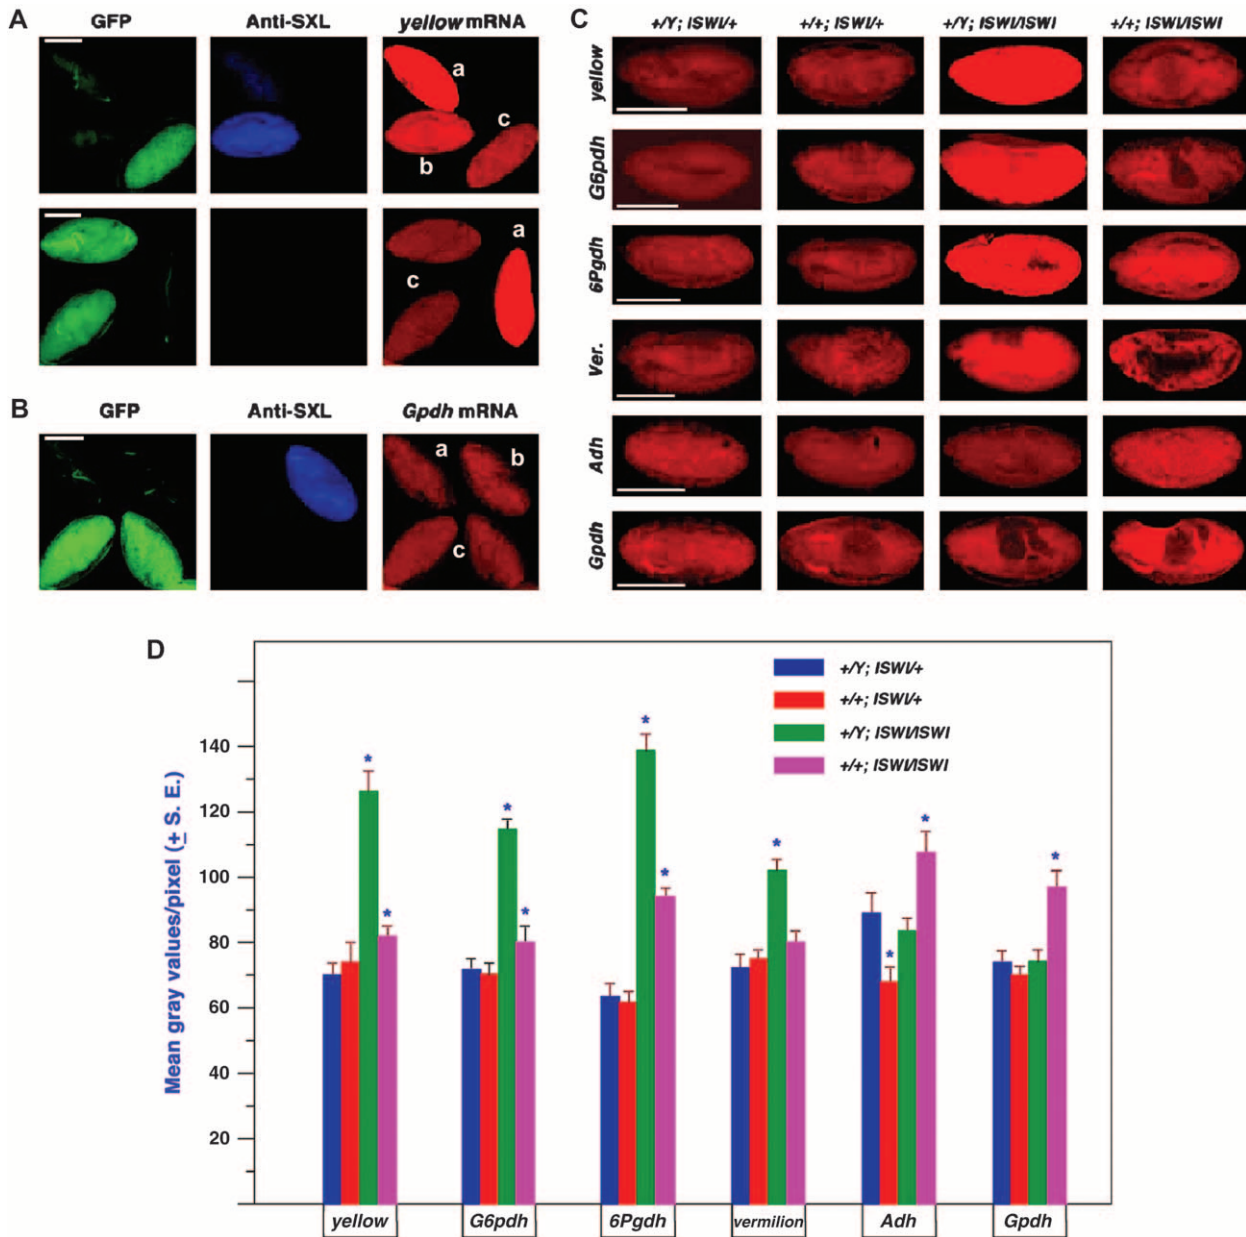 A
GFP Anti-SXL yellow mRNA
a
c
b
a
c
B
GFP Anti-SXL Gpdh mRNA
a
b
c
C
+/Y; ISWI/+ +/+; ISWI/+ +/Y; ISWI/ISWI +/+; ISWI/ISWI
yellow
G6pdh
6Pgdh
Ver.
Adh
Gpdh
D
+/Y; ISWI/+
+/+; ISWI/+
+/Y; ISWI/ISWI
+/+; ISWI/ISWI
Mean gray values/pixel (± S. E.)
140
120
100
80
60
40
20
* * * * * * * * * *
yellow G6pdh 6Pgdh vermilion Adh Gpdh